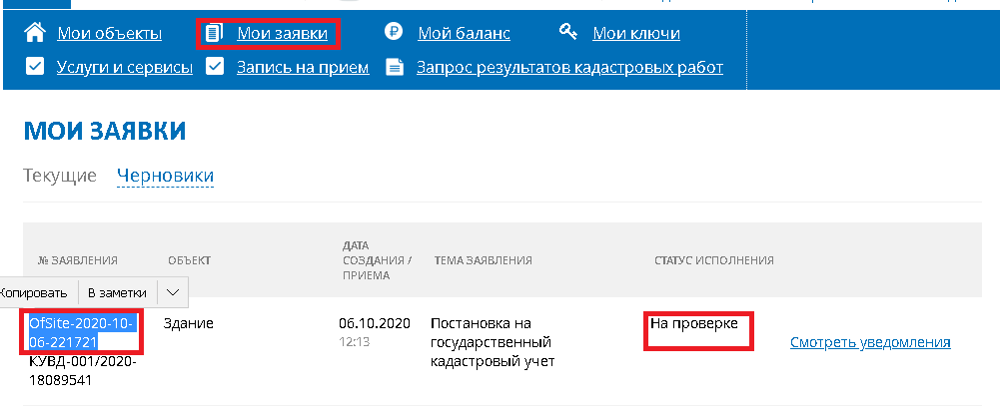 Мои объекты Мои заявки Мой баланс Мои ключи
Услуги и сервисы Запись на прием Запрос результатов кадастровых работ
МОИ ЗАЯВКИ
Текущие Черновики
№ ЗАЯВЛЕНИЯ
ОБЪЕКТ
ДАТА
СОЗДАНИЯ /
ПРИЕМА
ТЕМА ЗАЯВЛЕНИЯ
СТАТУС ИСПОЛНЕНИЯ
Копировать В заметки
OfSite-2020-10-
06-221721
КУВД-001/2020-
18089541
Здание
06.10.2020
12:13
Постановка на
государственный
кадастровый учет
На проверке
Смотреть уведомления